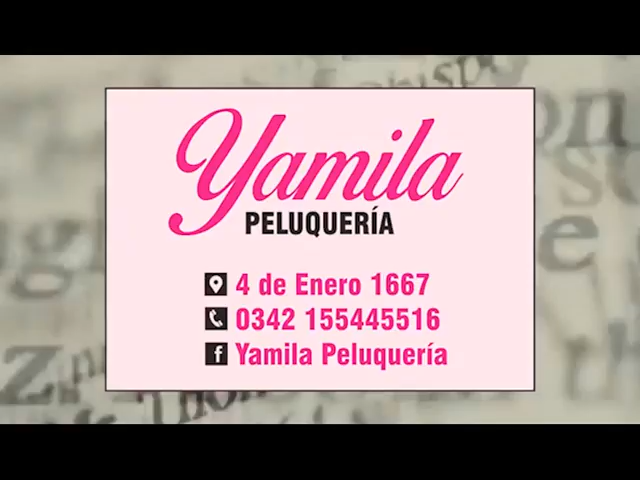 Yamila
PELUQUERÍA
4 de Enero 1667
0342 155445516
Yamila Peluquería